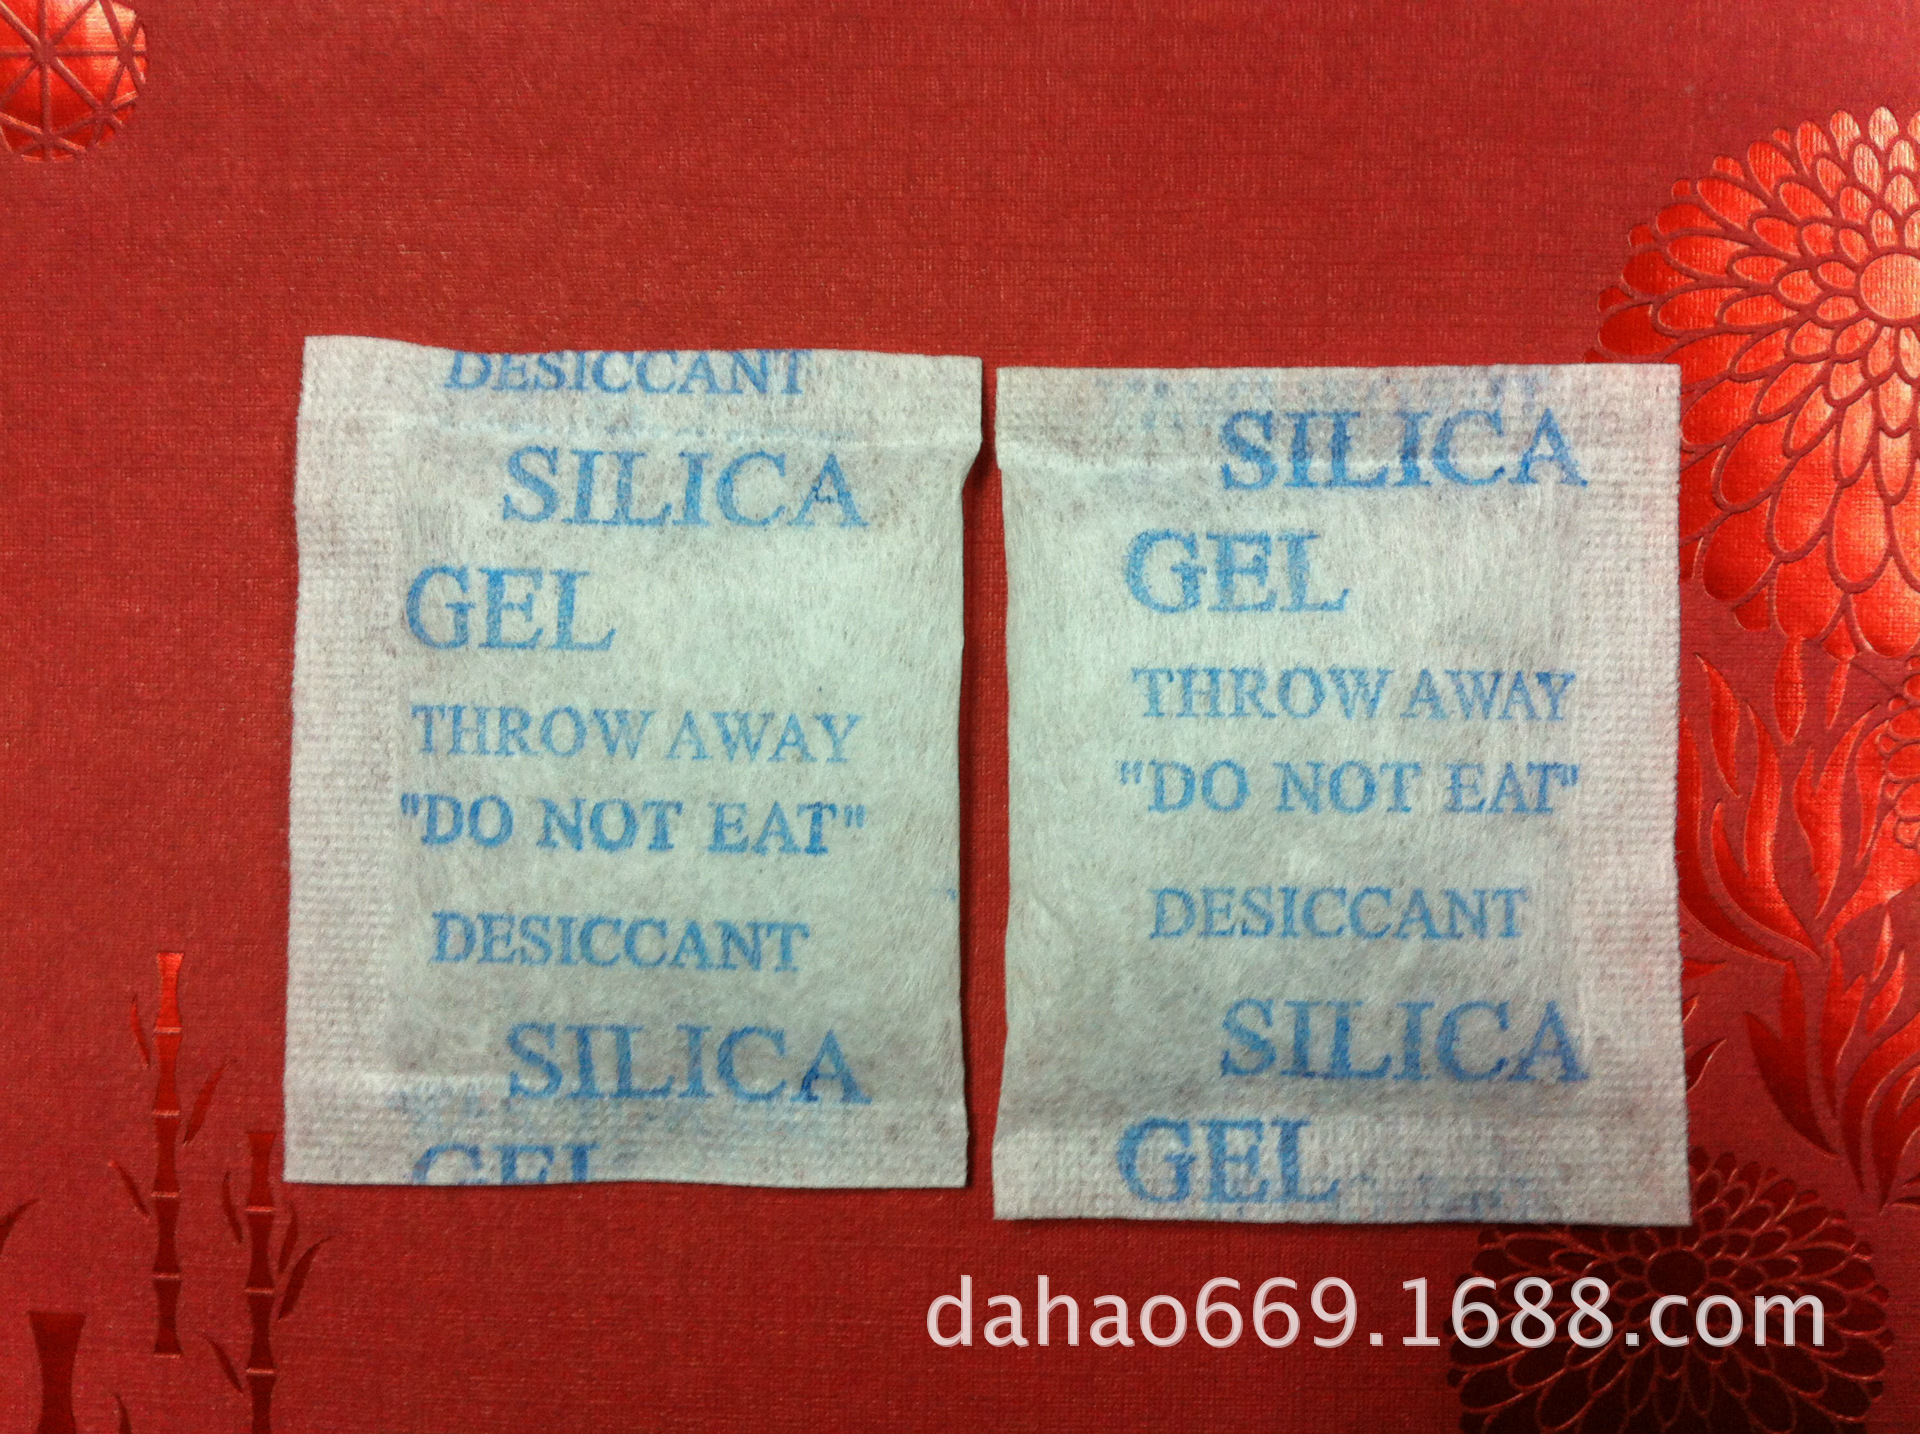 DESICCANT
SILICA
GEL
THROW AWAY
"DO NOT EAT"
DESICCANT
SILICA
GEL
SILICA
GEL
THROW AWAY
"DO NOT EAT"
DESICCANT
SILICA
GEL
dahao669.1688.com